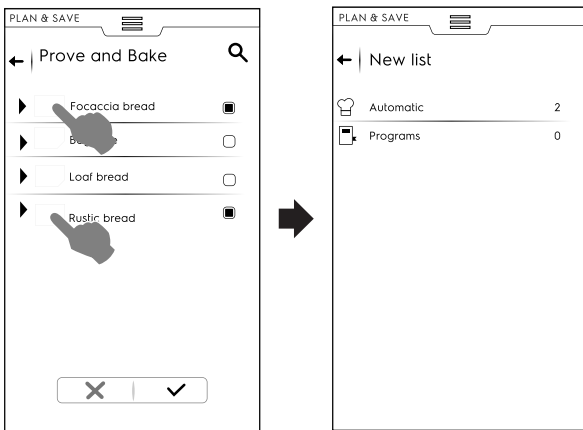 PLAN & SAVE
Prove and Bake
Focaccia bread
Loaf bread
Rustic bread
PLAN & SAVE
New list
Automatic 2
Programs 0